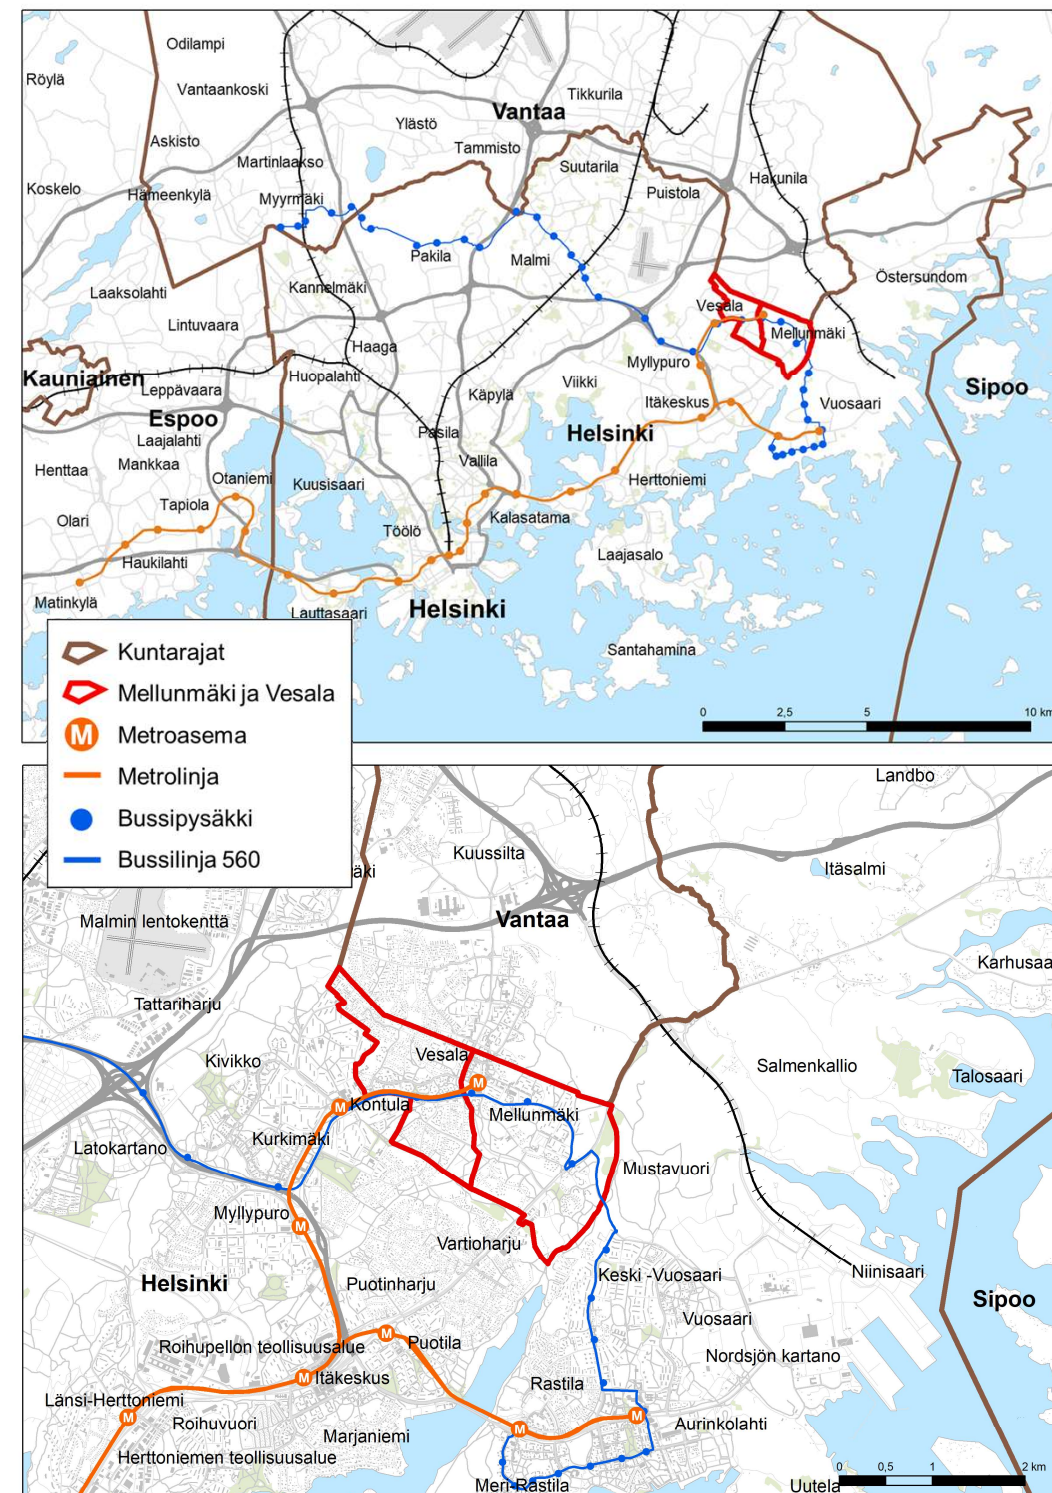 Odilampi
Röylä
Vantaankoski
Tikkurila
Vantaa
Ylästö
Askisto
Tammisto
Martinlaakso
Suutarila
Koskelo
Hämeenkylä
Myyrmäki
Puistola
Hakunila
Pakila
Malmi
Östersundom
Laaksolahti
Kannelmäki
Vesala
Lintuvaara
Mellunmäki
Haaga
Myllypuro
Kauniainen
Leppävaara
Huopalahti
Viikki
Sipoo
Espoo
Käpylä
Itäkeskus
Vuosaari
Laajalahti
Pasila
Helsinki
Henttaa
Mankkaa
Vallila
Otaniemi
Kuusisaari
Herttoniemi
Tapiola
Olari
Töölö
Kalasatama
Haukilahti
Laajasalo
Matinkylä
Lauttasaari
Helsinki
Santahamina
0 2,5 5 10 km
Kuntarajat
Mellunmäki ja Vesala
M Metroasema
Metrolinja
Bussipysäkki
Bussilinja 560
Landbo
Kuussilta
äki
Itäsalmi
Malmin lentokenttä
Vantaa
Karhusaa
Tattariharju
Kivikko
Vesala
Salmenkallio
Talosaari
M
M Kontula
Mellunmäki
Latokartano
Kurkimäki
Mustavuori
Myllypuro
M
Vartioharju
Helsinki
Puotinharju
Keski -Vuosaari
Niinisaari
Sipoo
Vuosaari
Roihupellon teollisuusalue
M Puotila
Nordsjön kartano
M Itäkeskus
Rastila
Länsi-Herttoniemi
M
Roihuvuori
M
M
Aurinkolahti
Marjaniemi
Herttoniemen teollisuusalue
Meri-Rastila
Uutela
0 0,5 1 2 km